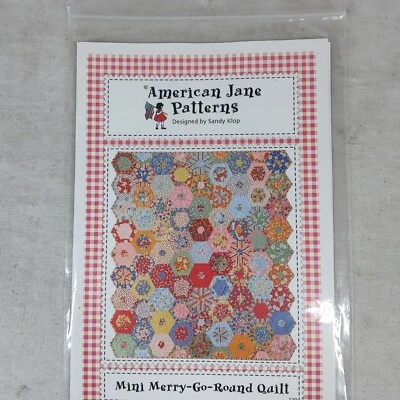 ©American Jane
Patterns
Designed by Sandy Klop
Mini Merry-Go-Round Quilt